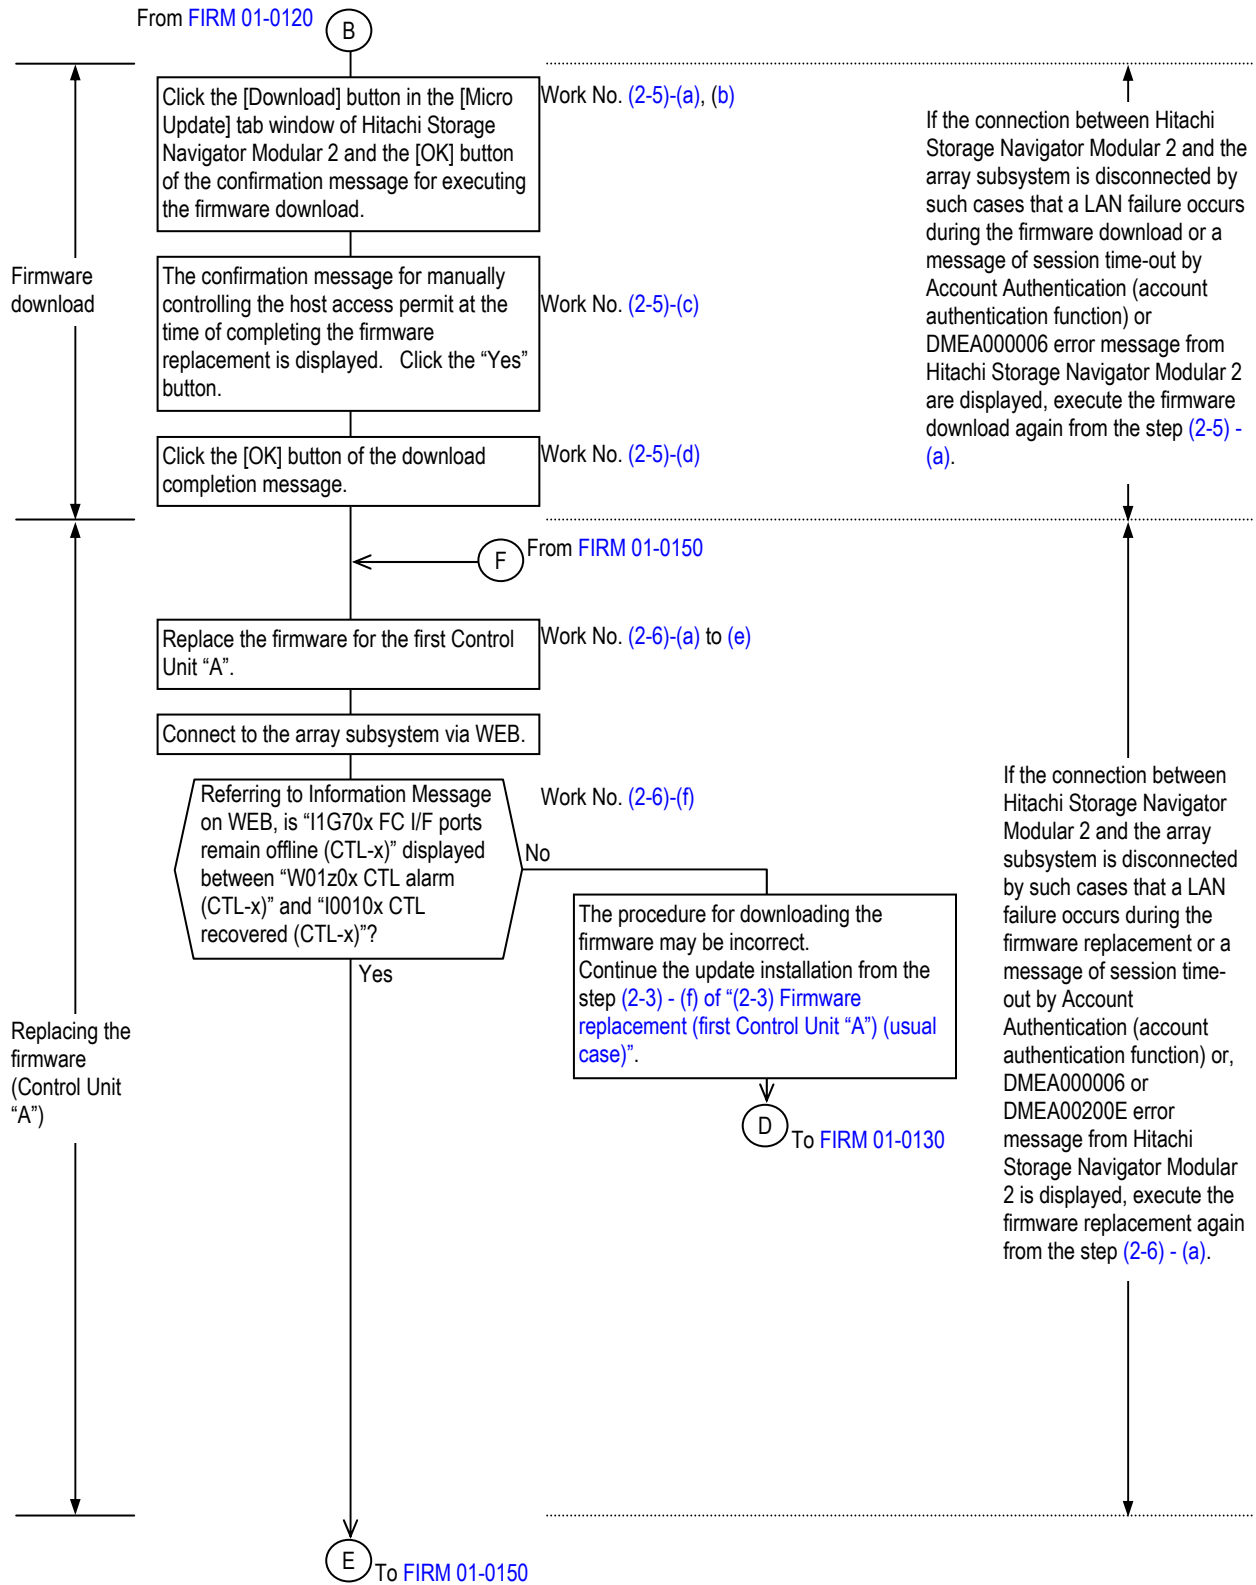 From FIRM 01-0120
B
Click the [Download] button in the [Micro
Update] tab window of Hitachi Storage
Navigator Modular 2 and the [OK] button
of the confirmation message for executing
the firmware download.
Work No. (2-5)-(a), (b)
If the connection between Hitachi
Storage Navigator Modular 2 and the
array subsystem is disconnected by
such cases that a LAN failure occurs
during the firmware download or a
message of session time-out by
Account Authentication (account
authentication function) or
DMEA000006 error message from
Hitachi Storage Navigator Modular 2
are displayed, execute the firmware
download again from the step (2-5) -
(a).
Firmware
download
The confirmation message for manually
controlling the host access permit at the
time of completing the firmware
replacement is displayed. Click the “Yes”
button.
Work No. (2-5)-(c)
Click the [OK] button of the download
completion message.
Work No. (2-5)-(d)
F
From FIRM 01-0150
Replace the firmware for the first Control
Unit “A”.
Work No. (2-6)-(a) to (e)
Connect to the array subsystem via WEB.
Referring to Information Message
on WEB, is “I1G70x FC I/F ports
remain offline (CTL-x)” displayed
between “W01z0x CTL alarm
(CTL-x)” and “I0010x CTL
recovered (CTL-x)”?
Work No. (2-6)-(f)
No
Yes
The procedure for downloading the
firmware may be incorrect.
Continue the update installation from the
step (2-3) - (f) of “(2-3) Firmware
replacement (first Control Unit “A”) (usual
case)”.
D
To FIRM 01-0130
Replacing the
firmware
(Control Unit
“A”)
If the connection between
Hitachi Storage Navigator
Modular 2 and the array
subsystem is disconnected
by such cases that a LAN
failure occurs during the
firmware replacement or a
message of session time-
out by Account
Authentication (account
authentication function) or,
DMEA000006 or
DMEA00200E error
message from Hitachi
Storage Navigator Modular
2 is displayed, execute the
firmware replacement again
from the step (2-6) - (a).
E
To FIRM 01-0150